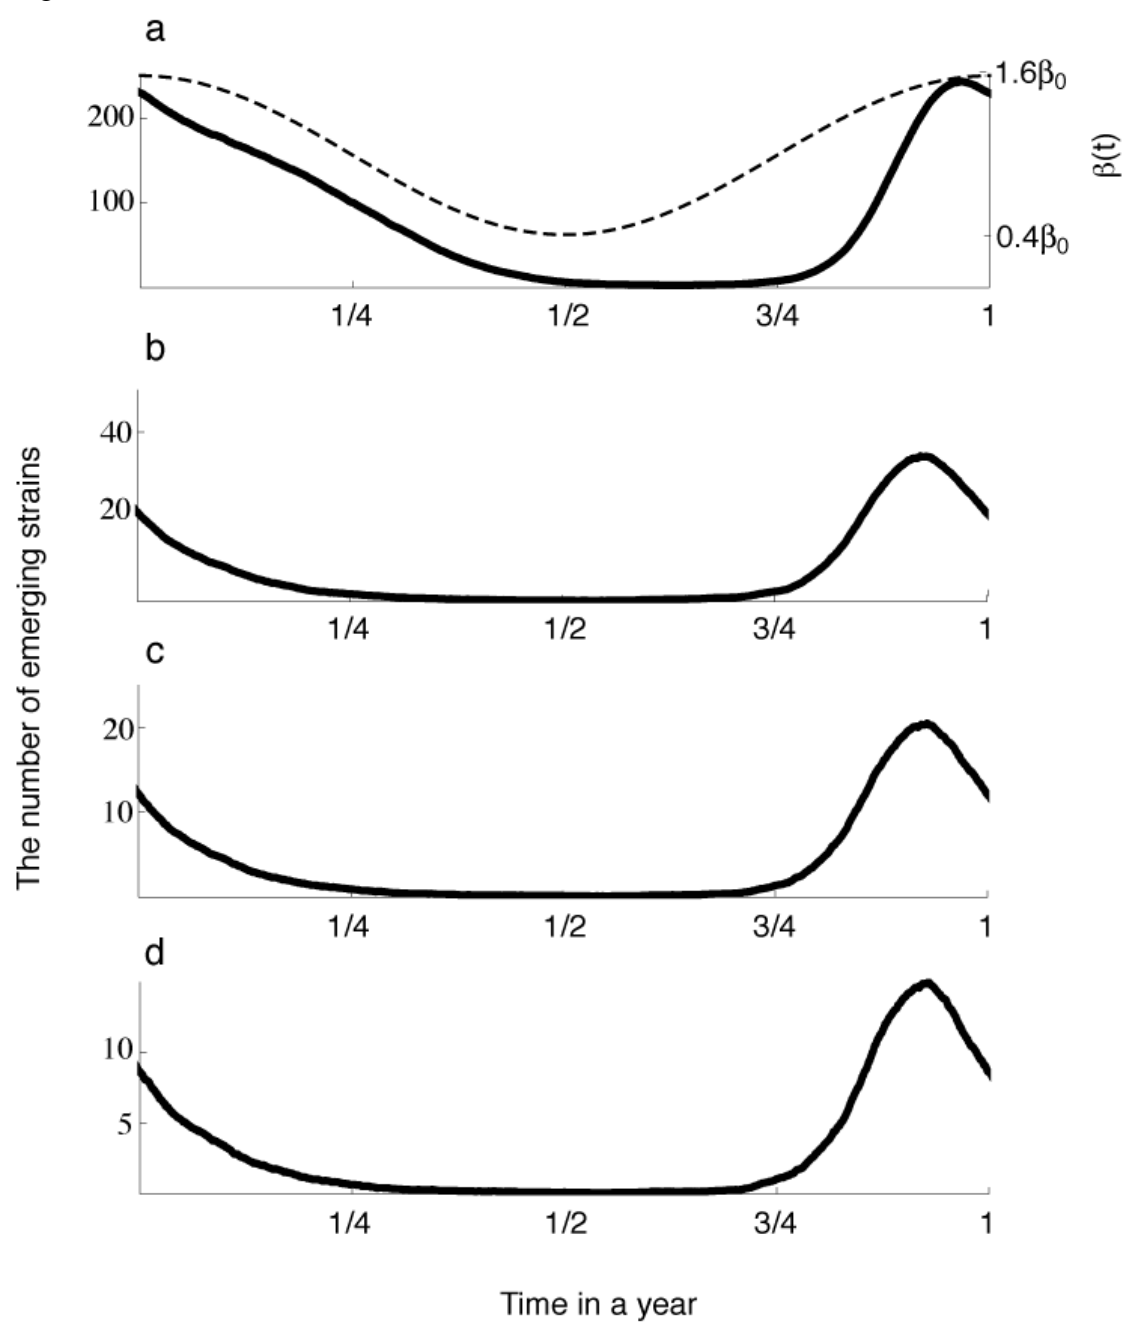 a
200
100
1.6β0
0.4β0
β(t)
1/4 1/2 3/4 1
b
40
20
1/4 1/2 3/4 1
c
20
10
1/4 1/2 3/4 1
d
10
5
1/4 1/2 3/4 1
The number of emerging strains
Time in a year